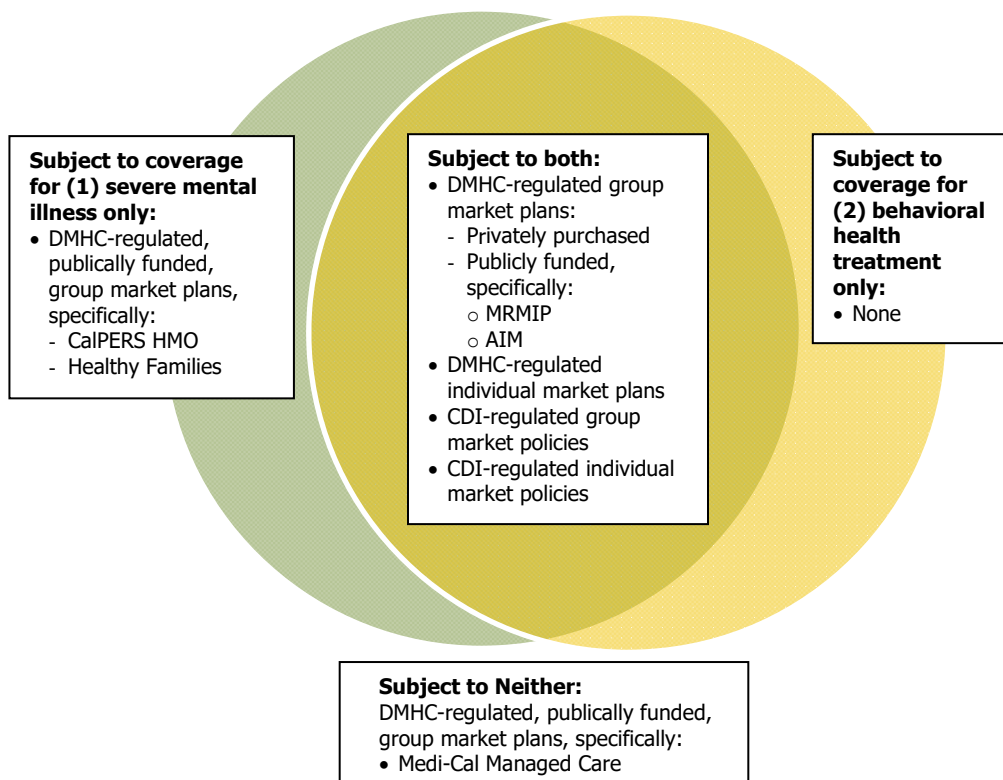 Subject to coverage
for (1) severe mental
illness only:
• DMHC-regulated,
publically funded,
group market plans,
specifically:
- CalPERS HMO
- Healthy Families
Subject to both:
• DMHC-regulated group
market plans:
- Privately purchased
- Publicly funded,
specifically:
o MRMIP
o AIM
• DMHC-regulated
individual market plans
• CDI-regulated group
market policies
• CDI-regulated individual
market policies
Subject to
coverage for
(2) behavioral
health
treatment
only:
• None
Subject to Neither:
DMHC-regulated, publically funded,
group market plans, specifically:
• Medi-Cal Managed Care